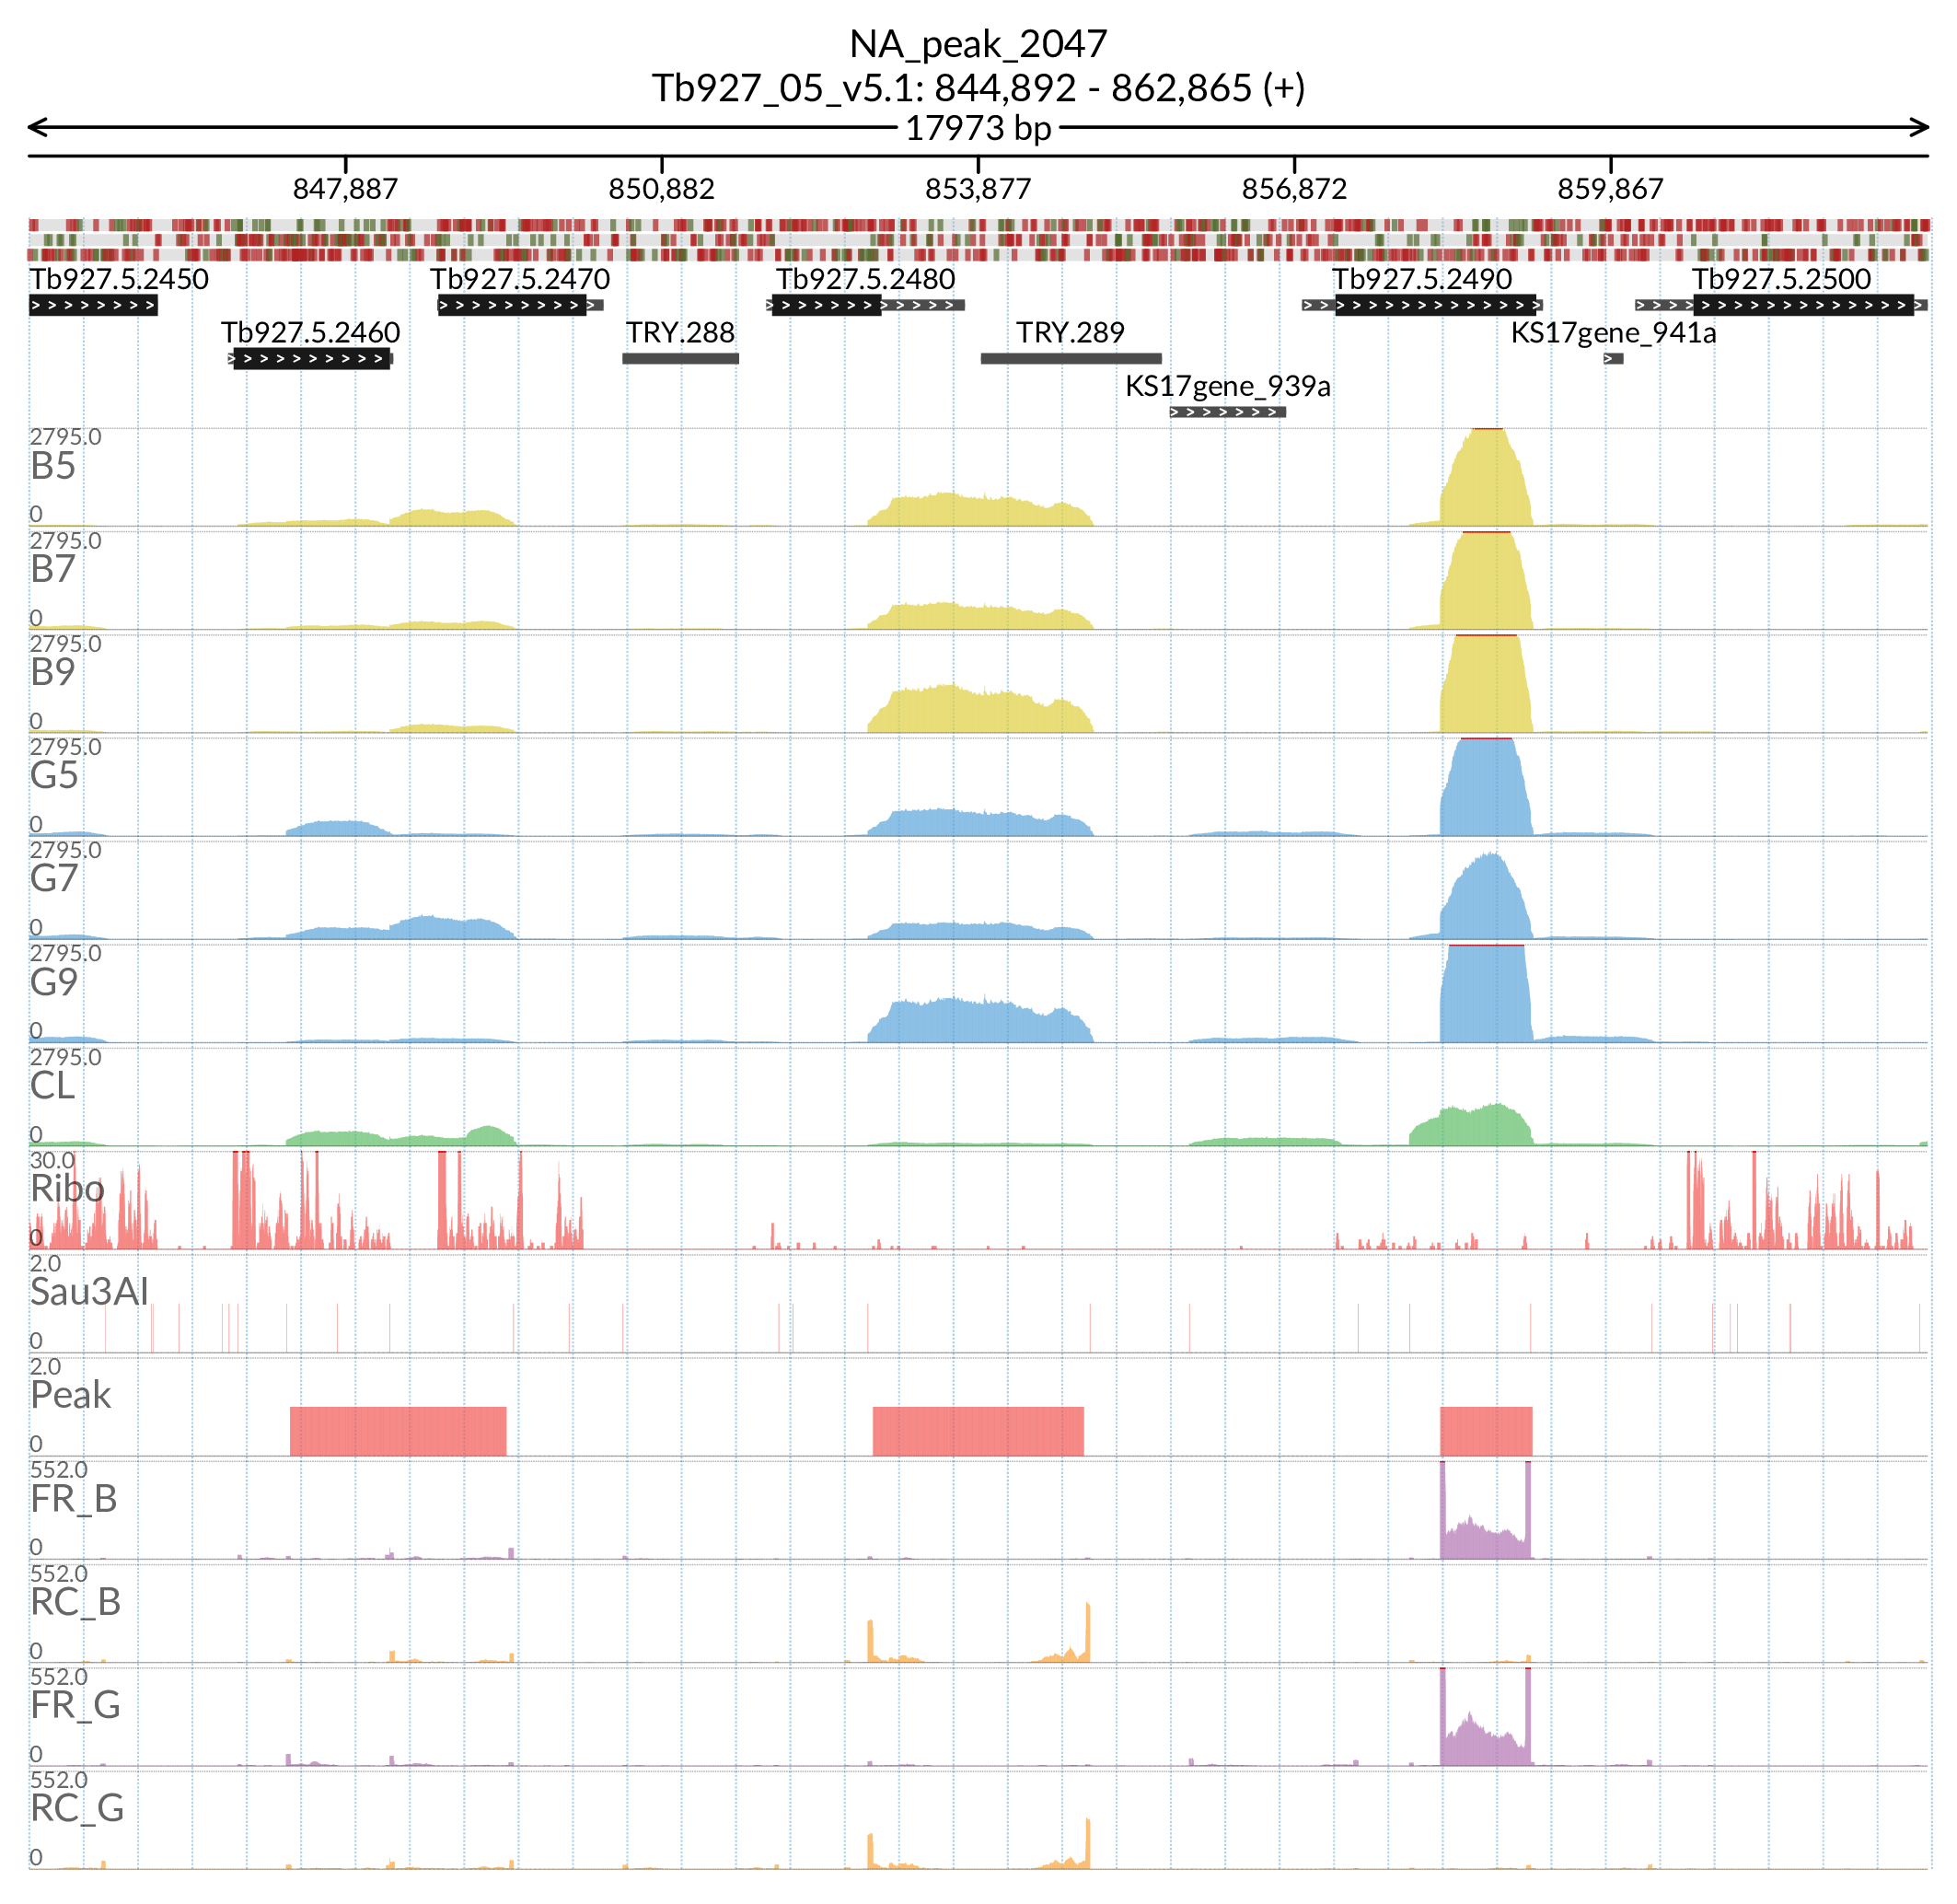 NA_peak_2047
Tb927_05_v5.1: 844,892 - 862,865 (+)
17973 bp
847,887 850,882 853,877 856,872 859,867
Tb927.5.2450 Tb927.5.2470 Tb927.5.2480 Tb927.5.2490 Tb927.5.2500
Tb927.5.2460 TRY.288 TRY.289 KS17gene_941a
KS17gene_939a
2795.0
B5
0
2795.0
B7
0
2795.0
B9
0
2795.0
G5
0
2795.0
G7
0
2795.0
G9
0
2795.0
CL
0
30.0
Ribo
0
2.0
Sau3AI
0
2.0
Peak
0
552.0
FR_B
0
552.0
RC_B
0
552.0
FR_G
0
552.0
RC_G
0